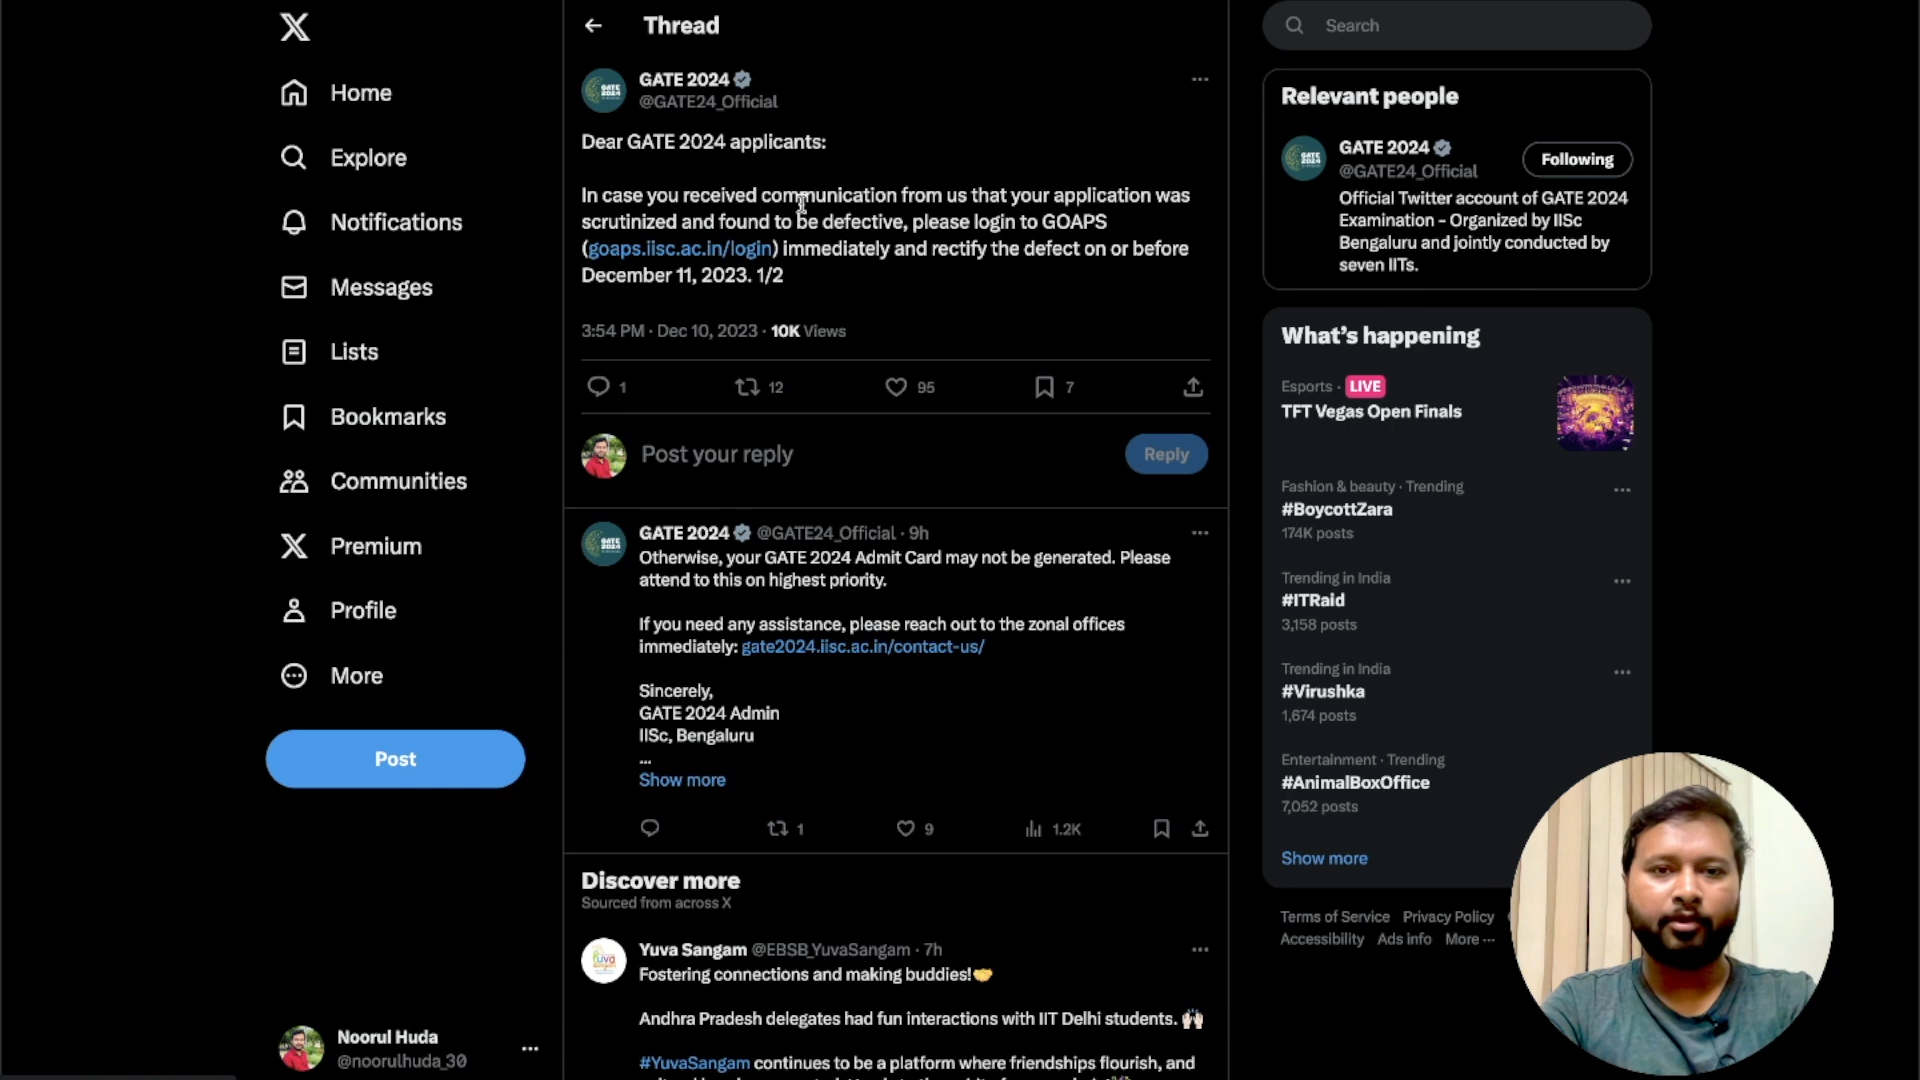 Home
Explore
Notifications
Messages
Lists
Bookmarks
Communities
Premium
Profile
More
Post
Noorul Huda
@noorulhuda_30
Thread
GATE 2024
@GATE24_Official
Dear GATE 2024 applicants:
In case you received communication from us that your application was
scrutinized and found to be defective, please login to GOAPS
(goaps.iisc.ac.in/login) immediately and rectify the defect on or before
December 11, 2023. 1/2
3:54 PM · Dec 10, 2023 · 10K Views
1 12 95 7
Post your reply
Reply
GATE 2024 @GATE24_Official · 9h
Otherwise, your GATE 2024 Admit Card may not be generated. Please
attend to this on highest priority.
If you need any assistance, please reach out to the zonal offices
immediately: gate2024.iisc.ac.in/contact-us/
Sincerely,
GATE 2024 Admin
IISc, Bengaluru
...
Show more
1 9 1.2K
Discover more
Sourced from across X
Yuva Sangam @EBSB_YuvaSangam · 7h
Fostering connections and making buddies!🤝
Andhra Pradesh delegates had fun interactions with IIT Delhi students. 🙌🏻
#YuvaSangam continues to be a platform where friendships flourish, and
Search
Relevant people
GATE 2024
@GATE24_Official
Following
Official Twitter account of GATE 2024
Examination - Organized by IISc
Bengaluru and jointly conducted by
seven IITs.
What's happening
Esports · LIVE
TFT Vegas Open Finals
Fashion & beauty · Trending
#BoycottZara
174K posts
Trending in India
#ITRaid
3,158 posts
Trending in India
#Virushka
1,674 posts
Entertainment · Trending
#AnimalBoxOffice
7,052 posts
Show more
Terms of Service Privacy Policy
Accessibility Ads info More ...